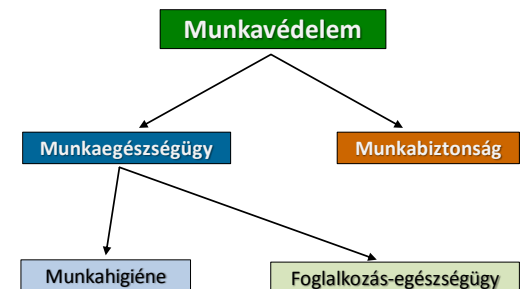 Munkavédelem
Munkaegészségügy
Munkabiztonság
Munkahigiéne
Foglalkozás-egészségügy